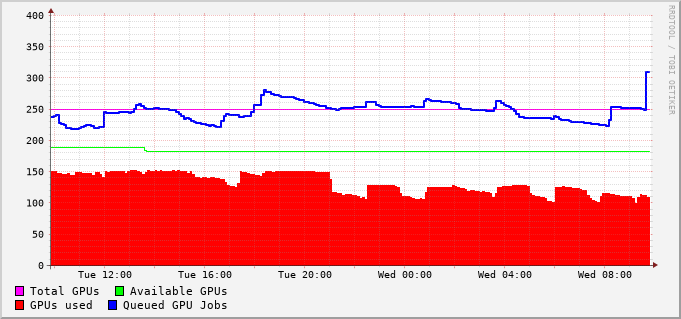 400
350
300
250
200
150
100
50
0
Tue 12:00 Tue 16:00 Tue 20:00 Wed 00:00 Wed 04:00 Wed 08:00
Total GPUs Available GPUs
GPUs used Queued GPU Jobs
RRDTOOL / TOBI OETIKER